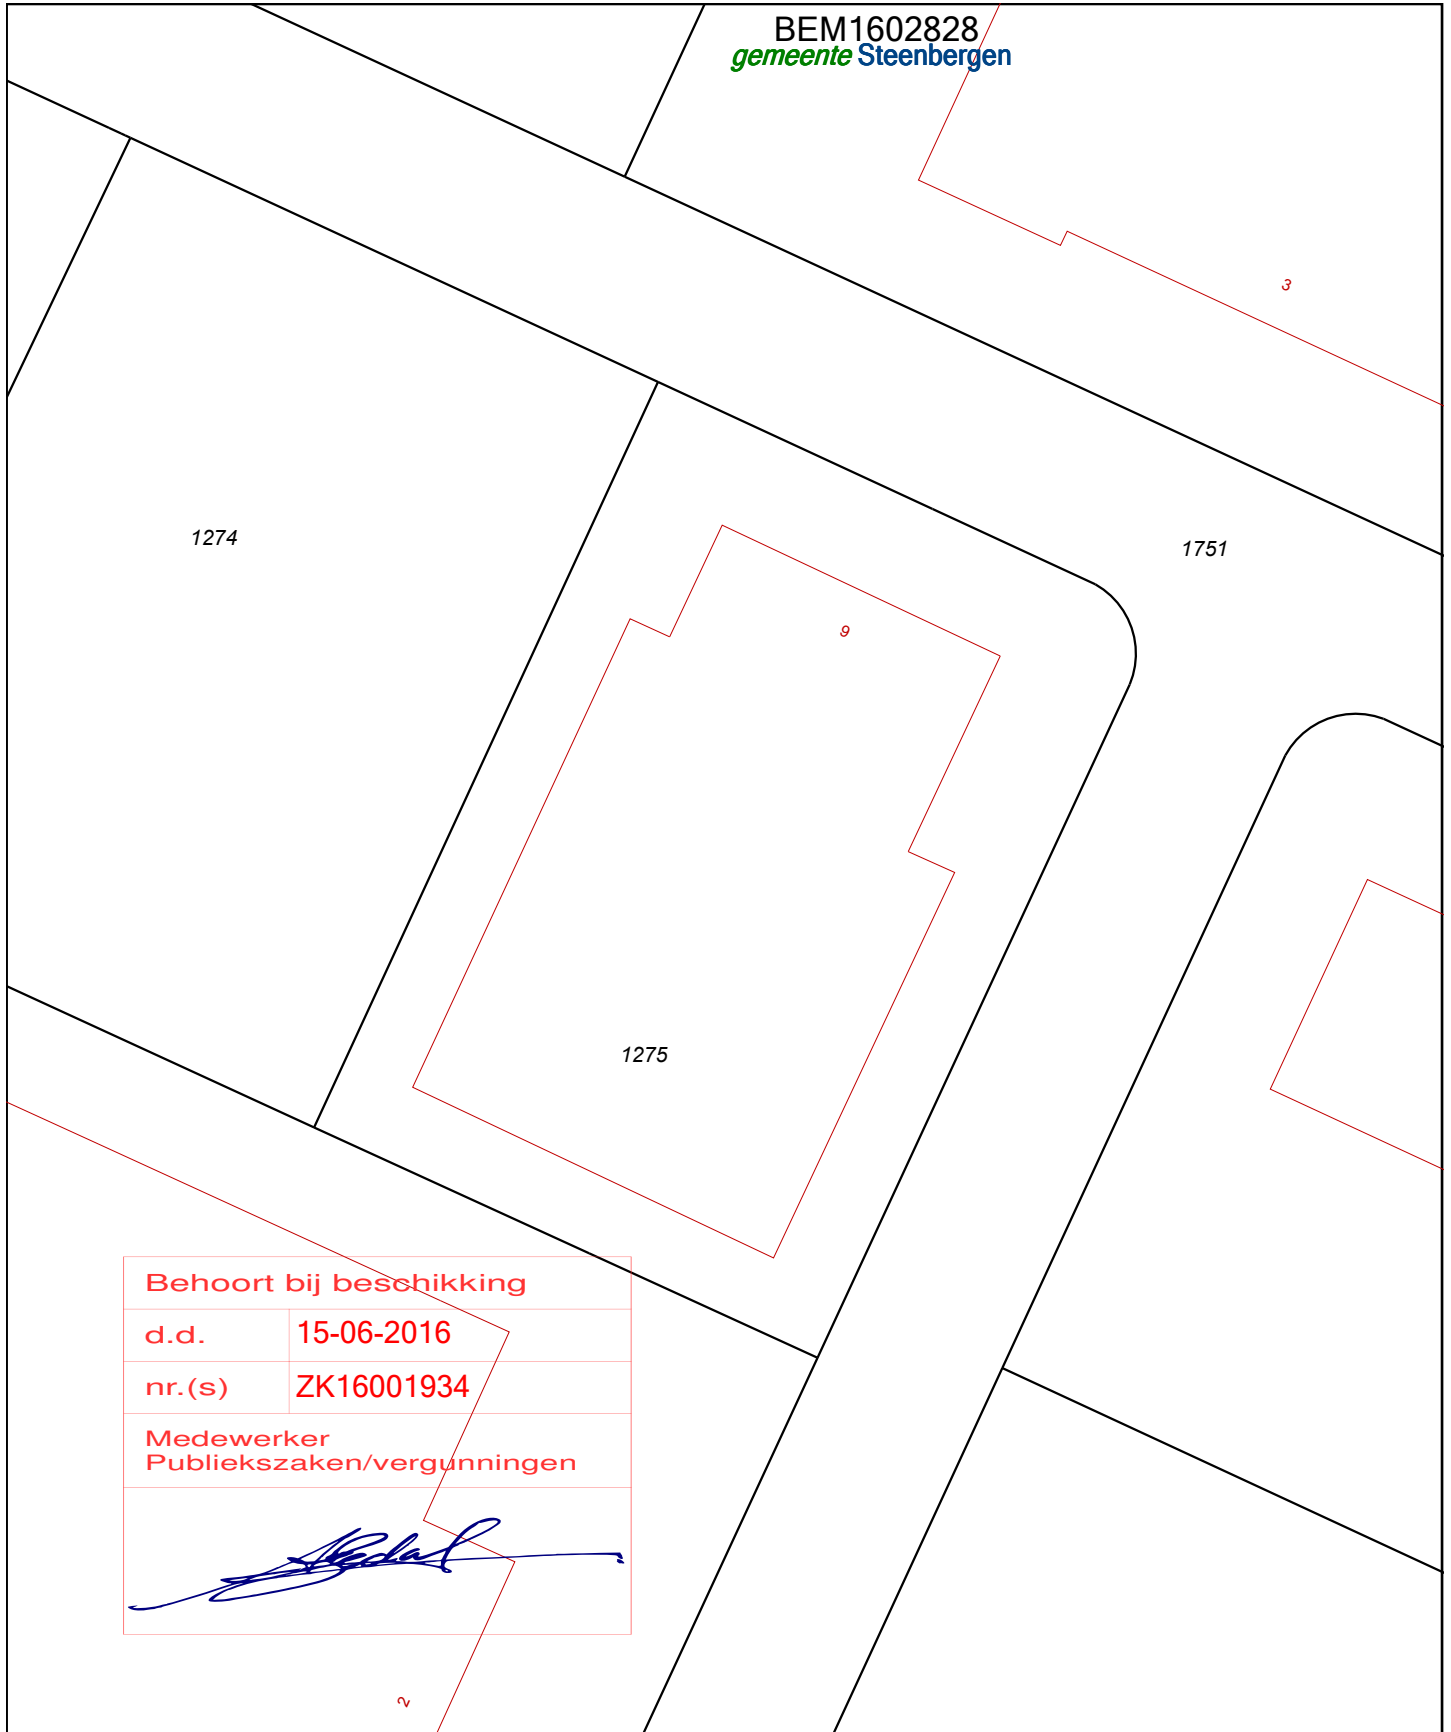 BEM1602828
gemeente Steenbergen
3
1274
1751
9
1275
Behoort bij beschikking
d.d. 15-06-2016
nr.(s) ZK16001934
Medewerker
Publiekszaken/vergunningen
2